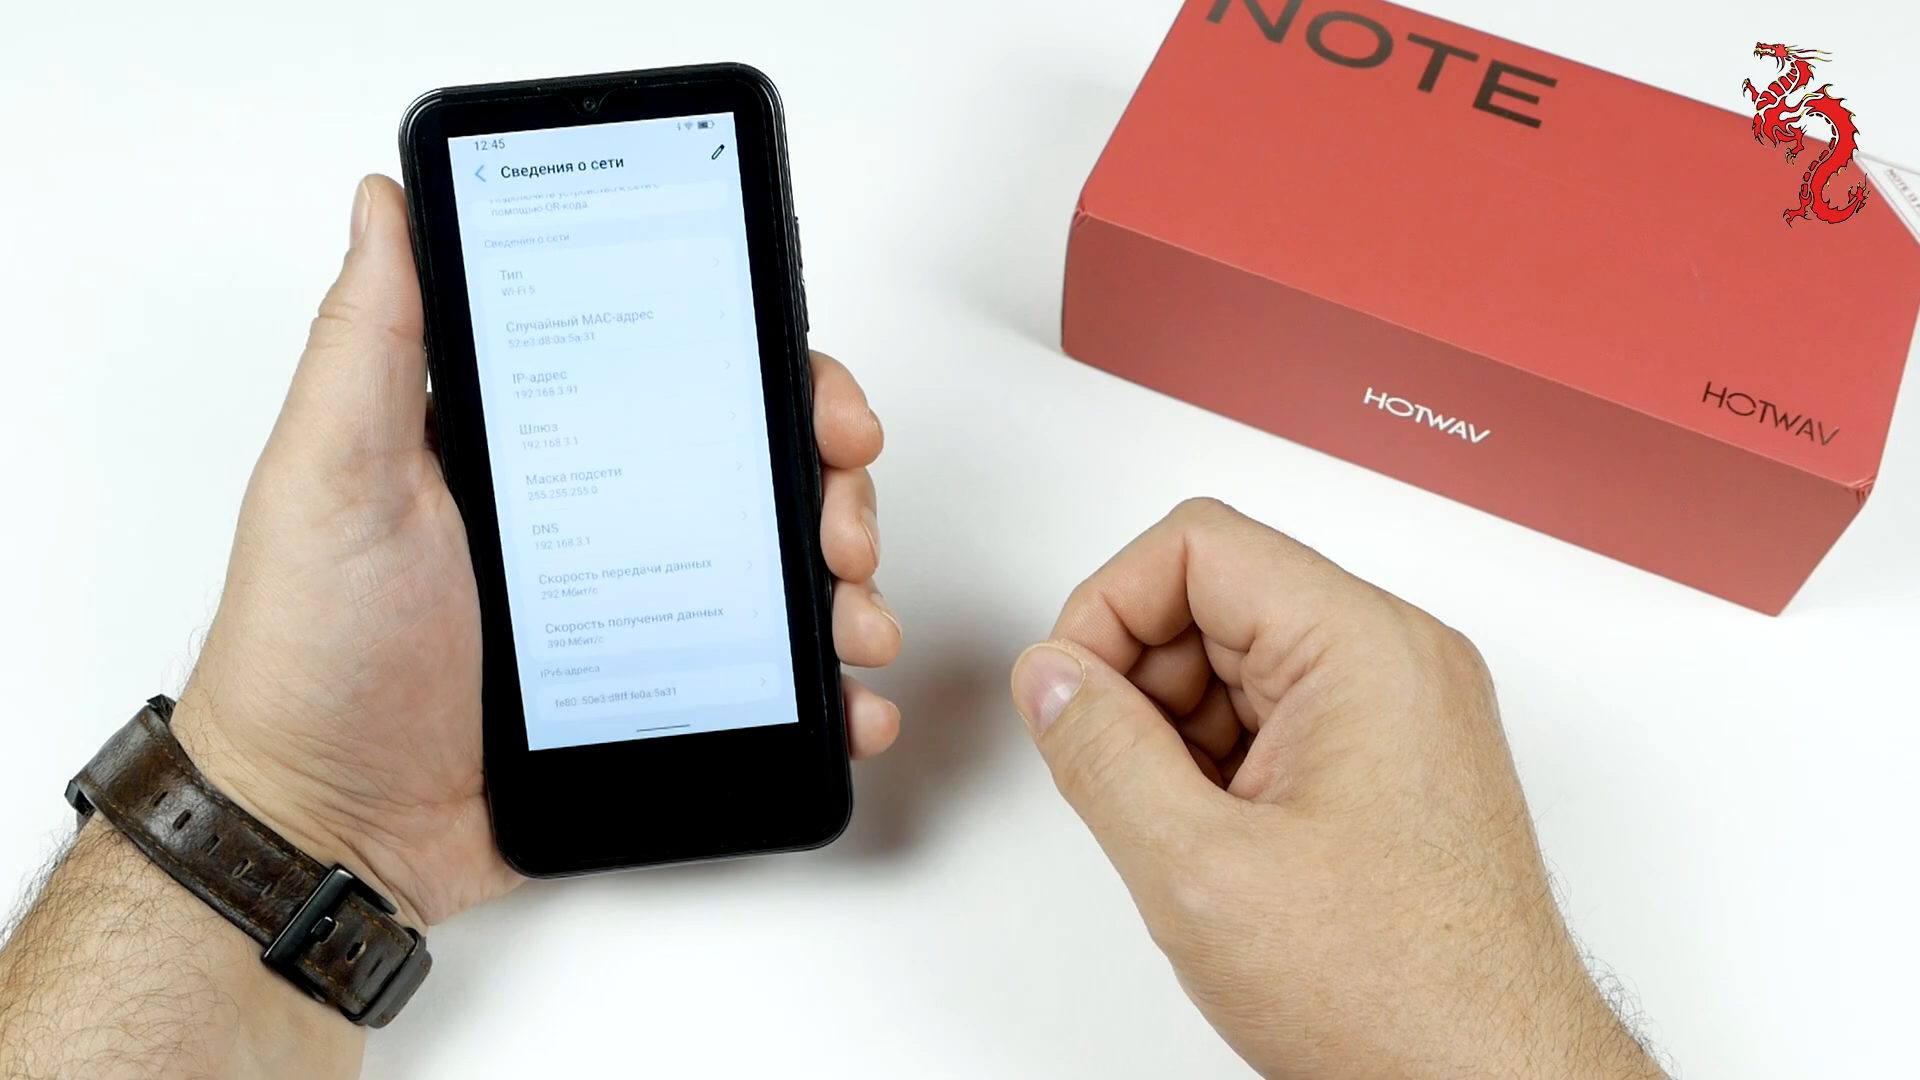 12:45
Сведения о сети
помощью QR-кода
Сведения о сети
Тип
Wi-Fi 5
Случайный MAC-адрес
52:e3:d8:0a:5a:31
IP-адрес
192.168.3.91
Шлюз
192.168.3.1
Маска подсети
255.255.255.0
DNS
192.168.3.1
Скорость передачи данных
292 Мбит/с
Скорость получения данных
390 Мбит/с
IPv6-адреса
fe80::50e3:d8ff:fe0a:5a31
NOTE
HOTWAV
HOTWAV